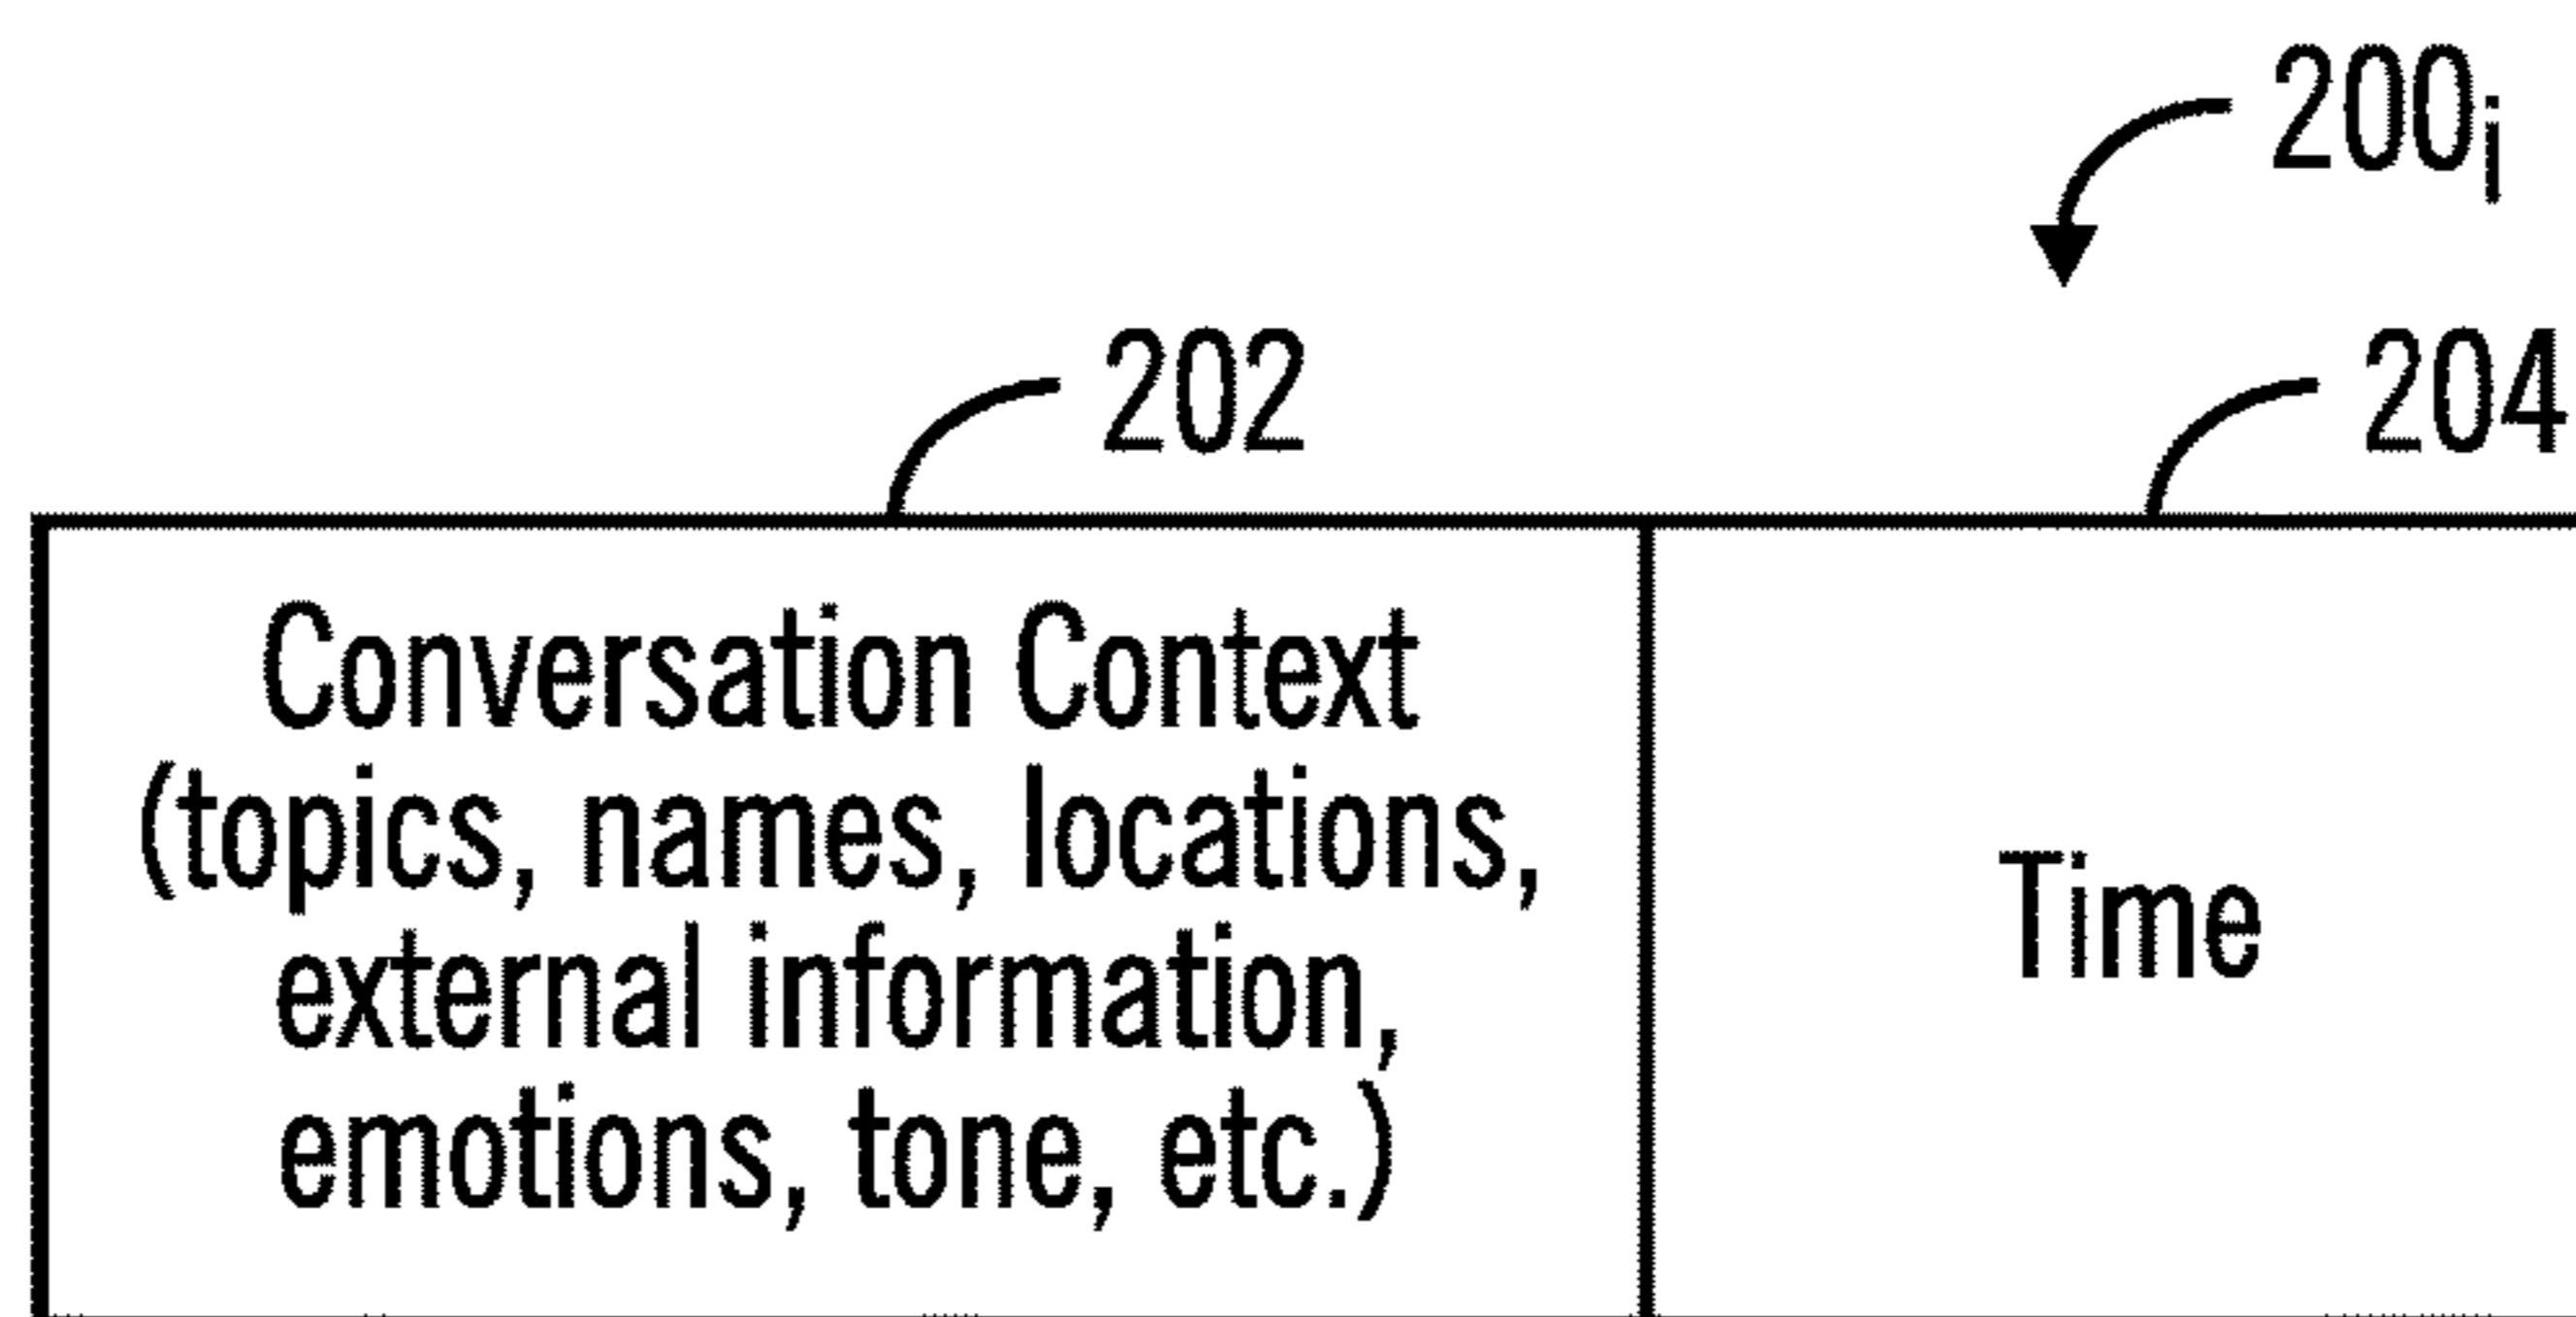 200i
202
204
Conversation Context
(topics, names, locations,
external information,
emotions, tone, etc.)
Time